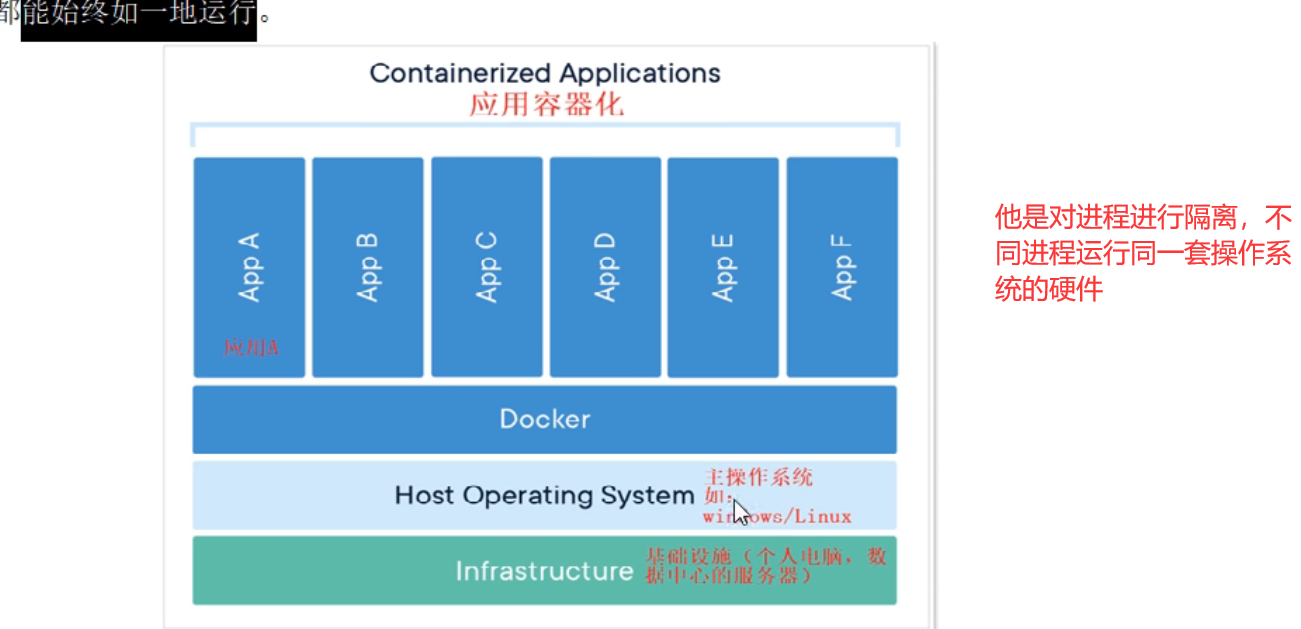 都能始终如一地运行。
Containerized Applications
应用容器化
App A
App B
App C
App D
App E
App F
应用A
他是对进程进行隔离，不
同进程运行同一套操作系
统的硬件
Docker
Host Operating System
主操作系统
如：
windows/Linux
Infrastructure
基础设施（个人电脑，数
据中心的服务器）